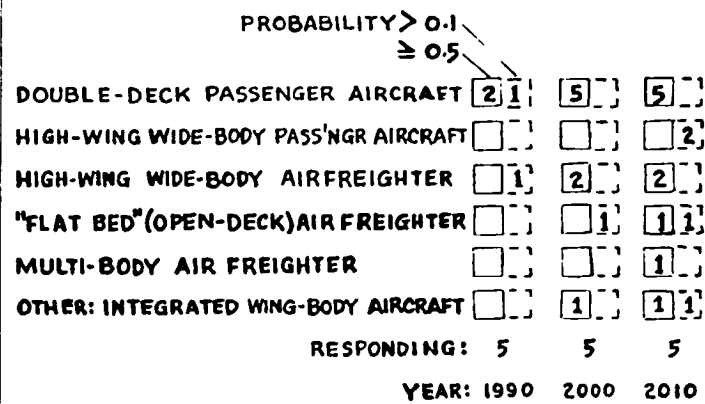 PROBABILITY > 0.1
≥ 0.5
DOUBLE-DECK PASSENGER AIRCRAFT 2 1 5 5
HIGH-WING WIDE-BODY PASS'NGR AIRCRAFT 2
HIGH-WING WIDE-BODY AIRFREIGHTER 1 2 2
"FLAT BED"(OPEN-DECK) AIR FREIGHTER 1 1 1
MULTI-BODY AIR FREIGHTER 1
OTHER: INTEGRATED WING-BODY AIRCRAFT 1 1 1
RESPONDING: 5 5 5
YEAR: 1990 2000 2010